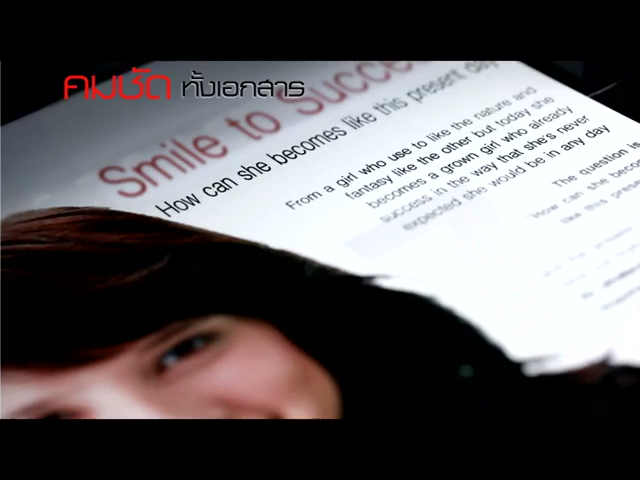 คมชัด ทั้งเอกสาร
Smile to Success
How can she becomes like this present day
From a girl who use to like the nature and
fantasy like the other but today she
becomes a grown girl who already
success in the way that she's never
expected she would be in any day
The question is
How can she beco
like this pres